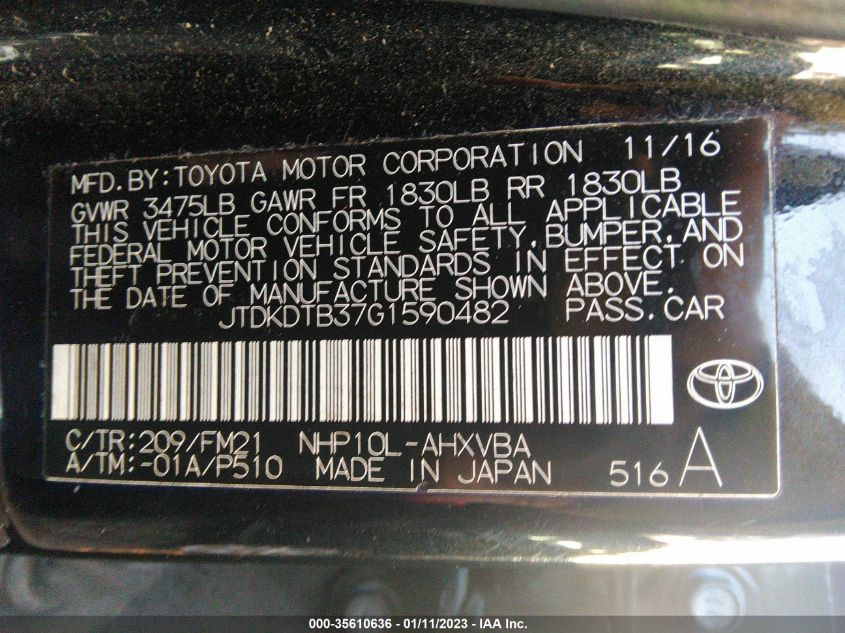 MFD.BY:TOYOTA MOTOR CORPORATION 11/16
GVWR 3475LB GAWR FR 1830LB RR 1830LB
THIS VEHICLE CONFORMS TO ALL APPLICABLE
FEDERAL MOTOR VEHICLE SAFETY,BUMPER,AND
THEFT PREVENTION STANDARDS IN EFFECT ON
THE DATE OF MANUFACTURE SHOWN ABOVE.
JTDKDTB37G1590482 PASS.CAR
C/TR:209/FM21 NHP10L-AHXVBA
A/TM:-01A/P510 MADE IN JAPAN 516 A
000-35610636 - 01/11/2023 - IAA Inc.